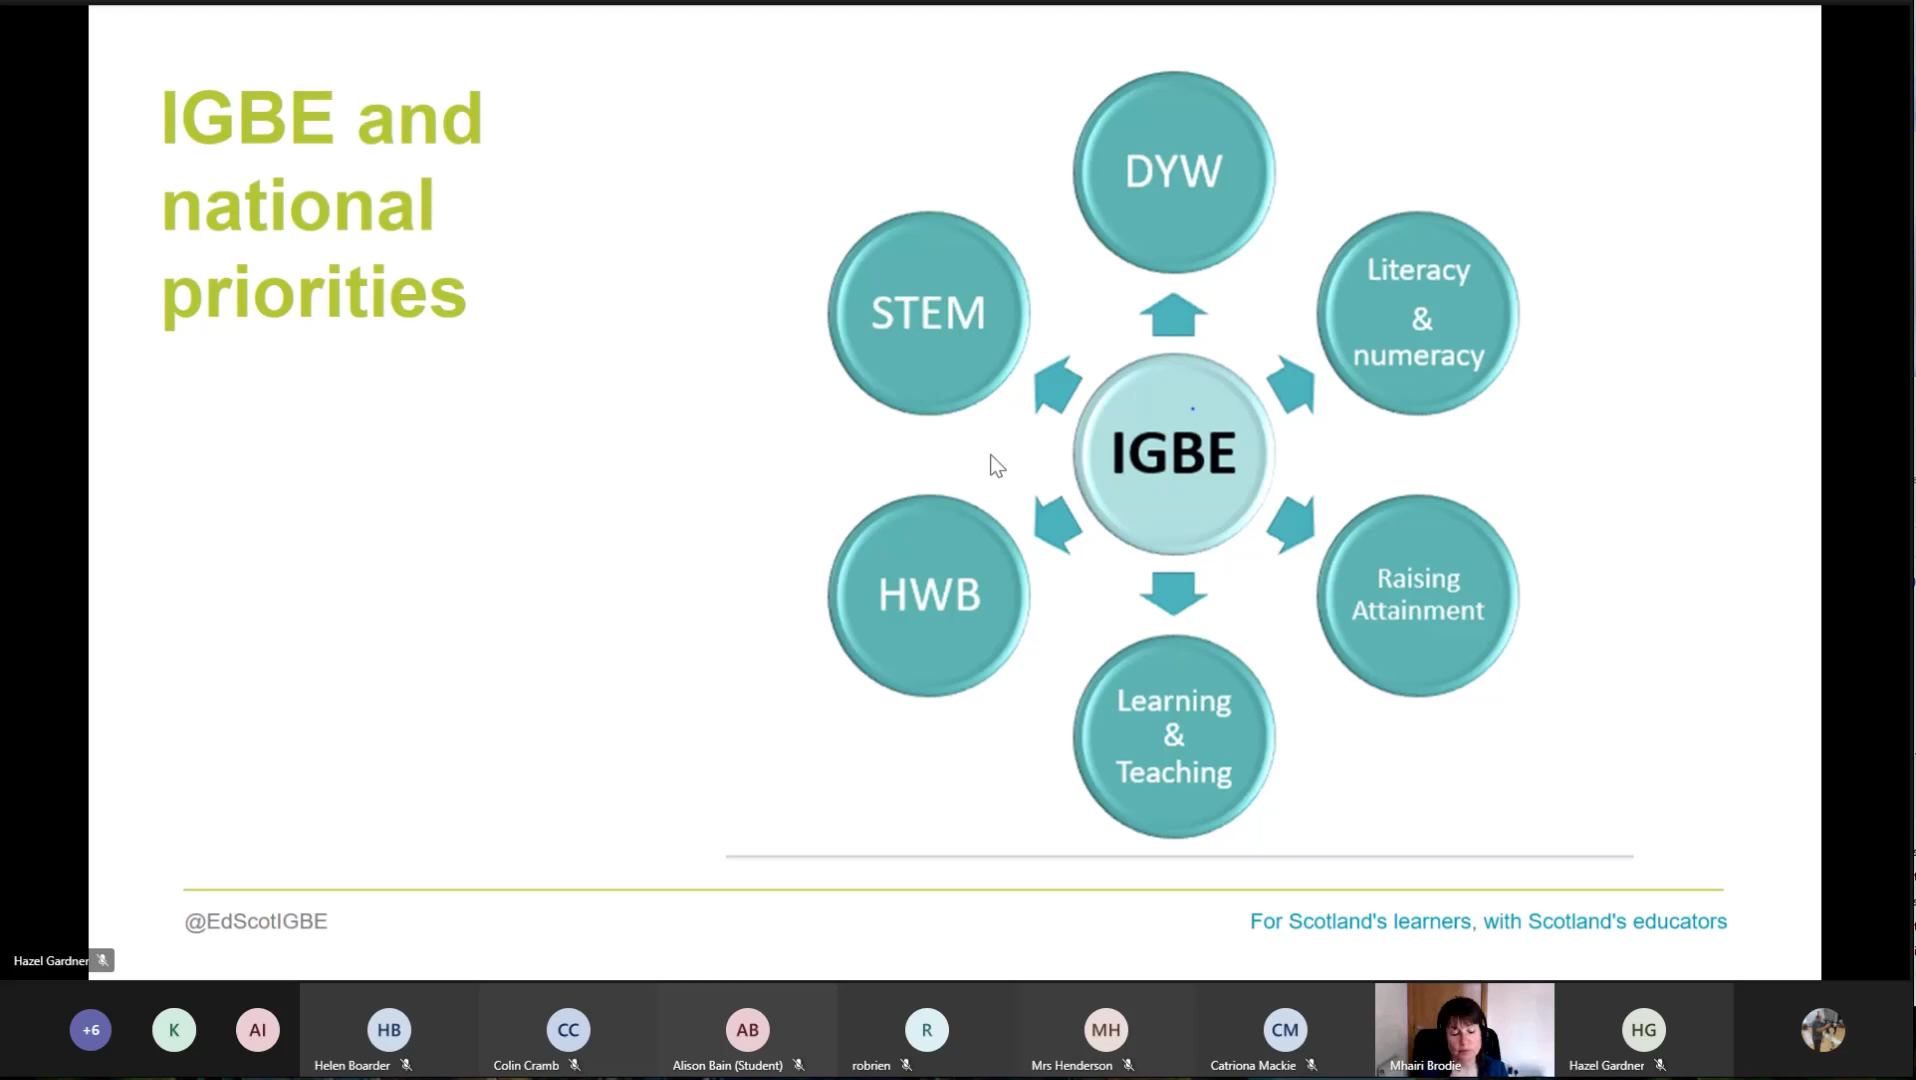 IGBE and
national
priorities
DYW
STEM
Literacy
&
numeracy
IGBE
HWB
Raising
Attainment
Learning
&
Teaching
@EdScotIGBE
For Scotland's learners, with Scotland's educators
Hazel Gardner
+6
K
AI
HB
CC
AB
R
MH
CM
HG
Helen Boarder
Colin Cramb
Alison Bain (Student)
robrien
Mrs Henderson
Catriona Mackie
Mhairi Brodie
Hazel Gardner